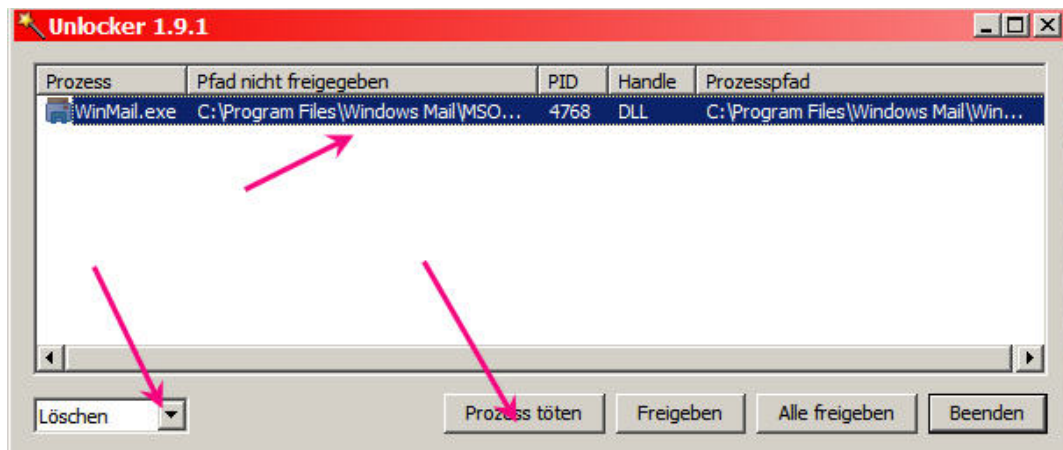 Unlocker 1.9.1
Prozess Pfad nicht freigegeben PID Handle Prozesspfad
WinMail.exe C:\Program Files\Windows Mail\MSO... 4768 DLL C:\Program Files\Windows Mail\Win...
Löschen Prozess töten Freigeben Alle freigeben Beenden